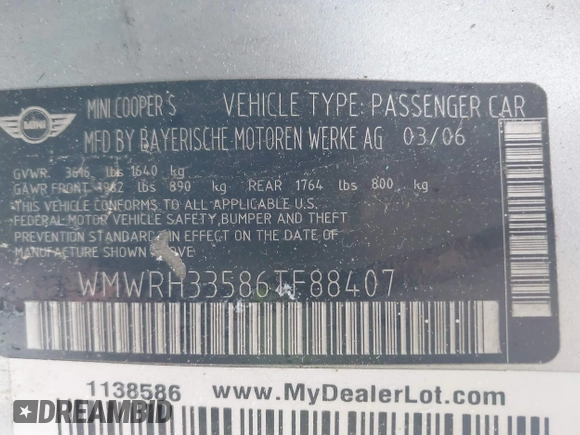 MINI
MINI COOPER S VEHICLE TYPE: PASSENGER CAR
MFD BY BAYERISCHE MOTOREN WERKE AG 03/06
GVWR. 3616 lbs 1640 kg
GAWR FRONT 1962 lbs 890 kg REAR 1764 lbs 800 kg
THIS VEHICLE CONFORMS TO ALL APPLICABLE U.S.
FEDERAL MOTOR VEHICLE SAFETY,BUMPER AND THEFT
PREVENTION STANDARDS IN EFFECT ON THE DATE OF
MANUFACTURE SHOWN ABOVE:
WMWRH33586TF88407
1138586 www.MyDealerLot.com
DREAMBID